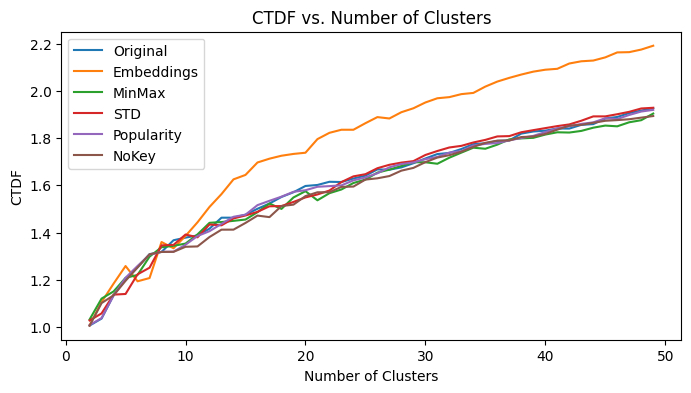 CTDF vs. Number of Clusters
Original
Embeddings
MinMax
STD
Popularity
NoKey
CTDF
2.2
2.0
1.8
1.6
1.4
1.2
1.0
0 10 20 30 40 50
Number of Clusters